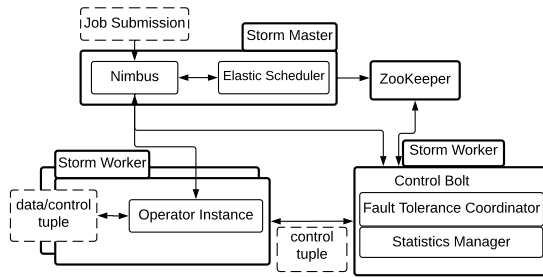 Job Submission
Storm Master
Nimbus
Elastic Scheduler
ZooKeeper
Storm Worker
data/control
tuple
Operator Instance
control
tuple
Storm Worker
Control Bolt
Fault Tolerance Coordinator
Statistics Manager